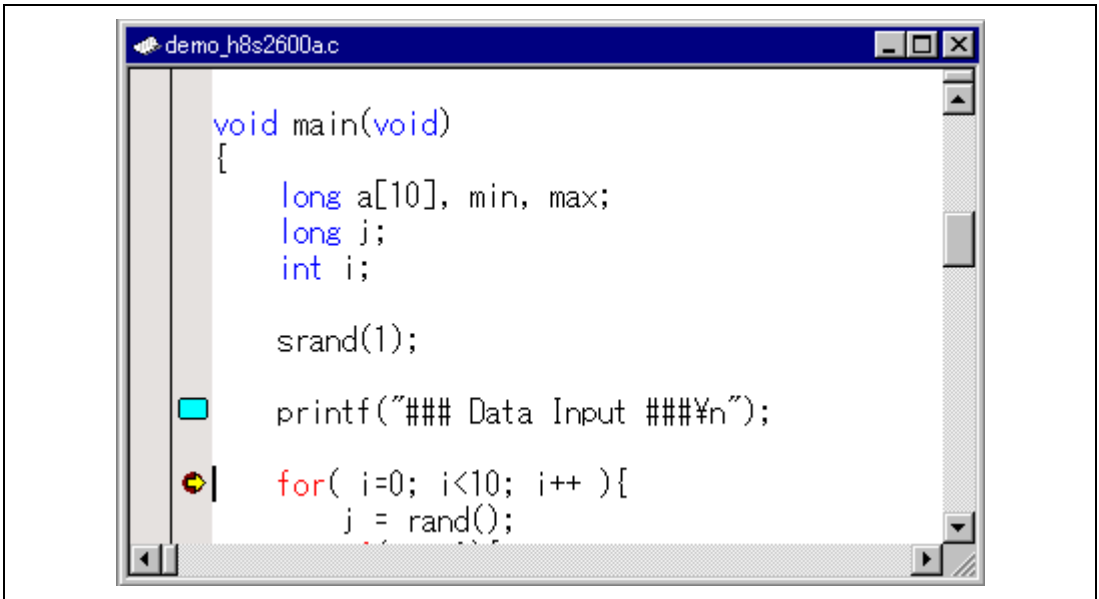 demo_h8s2600a.c
void main(void)
{
long a[10], min, max;
long j;
int i;
srand(1);
printf("### Data Input ###¥n");
for( i=0; i<10; i++ ){
j = rand();